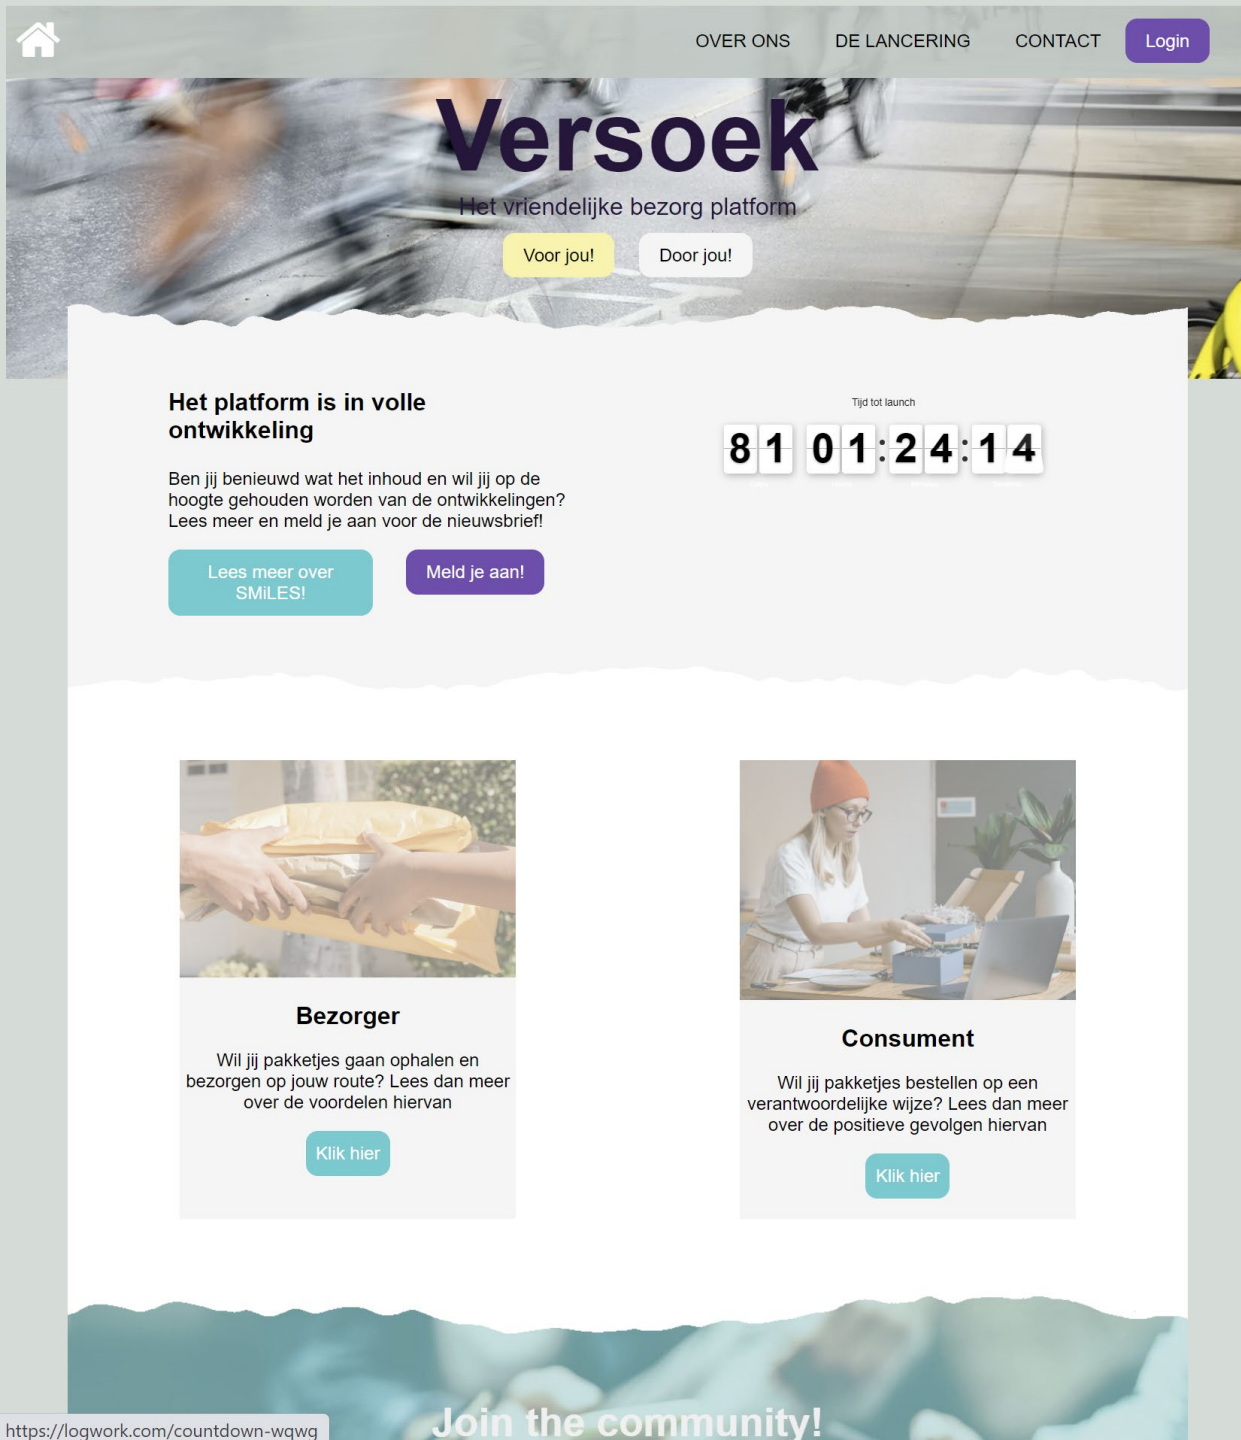 OVER ONS
DE LANCERING
CONTACT
Login
Versoek
Het vriendelijke bezorg platform
Voor jou!
Door jou!
Het platform is in volle
ontwikkeling
Ben jij benieuwd wat het inhoud en wil jij op de
hoogte gehouden worden van de ontwikkelingen?
Lees meer en meld je aan voor de nieuwsbrief!
Lees meer over
SMiLES!
Meld je aan!
Tijd tot launch
81 01:24:14
Bezorger
Wil jij pakketjes gaan ophalen en
bezorgen op jouw route? Lees dan meer
over de voordelen hiervan
Klik hier
Consument
Wil jij pakketjes bestellen op een
verantwoordelijke wijze? Lees dan meer
over de positieve gevolgen hiervan
Klik hier
Join the community!
https://logwork.com/countdown-wqwg